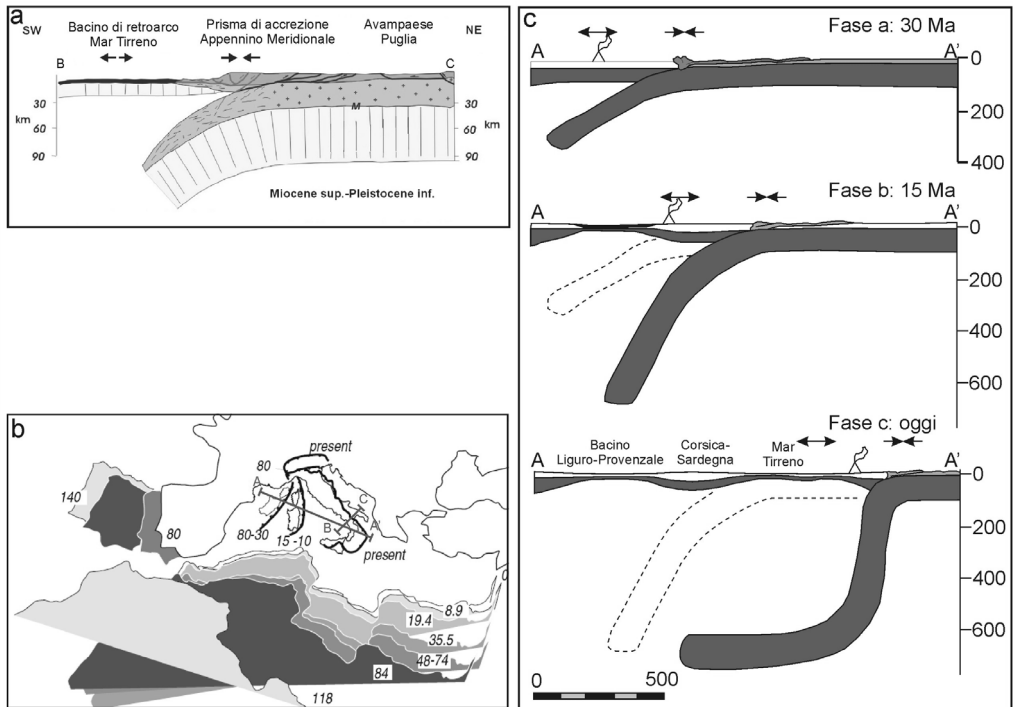 a
SW
Bacino di retroarco
Mar Tirreno
Prisma di accrezione
Appennino Meridionale
Avampaese
Puglia
NE
B
C
30
km
60
90
M
30
km
60
90
Miocene sup.-Pleistocene inf.
b
present
80
140
A
C
80
B
A'
80-30
15 -10
present
0
8.9
19.4
35.5
48-74
84
118
c
Fase a: 30 Ma
A
A'
0
200
400
Fase b: 15 Ma
A
A'
0
200
400
600
Fase c: oggi
Bacino
Liguro-Provenzale
Corsica-
Sardegna
Mar
Tirreno
A
A'
0
200
400
600
0
500